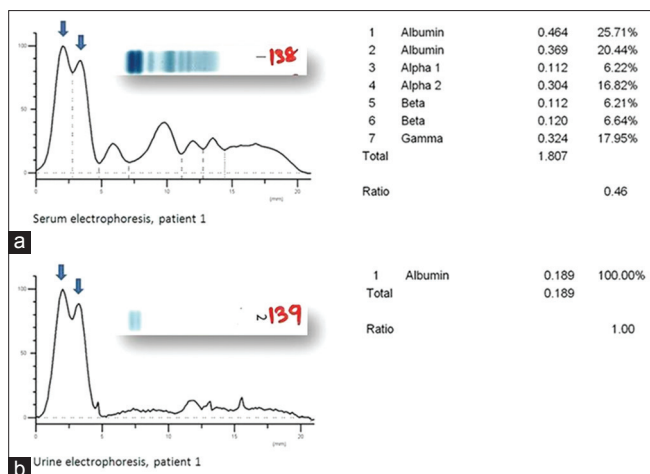 100
50
0
0
5
10
15
20
[mm]
138
Serum electrophoresis, patient 1
a
1 Albumin 0.464 25.71%
2 Albumin 0.369 20.44%
3 Alpha 1 0.112 6.22%
4 Alpha 2 0.304 16.82%
5 Beta 0.112 6.21%
6 Beta 0.120 6.64%
7 Gamma 0.324 17.95%
Total 1.807
Ratio 0.46
100
50
0
0
5
10
15
20
[mm]
2 139
Urine electrophoresis, patient 1
b
1 Albumin 0.189 100.00%
Total 0.189
Ratio 1.00